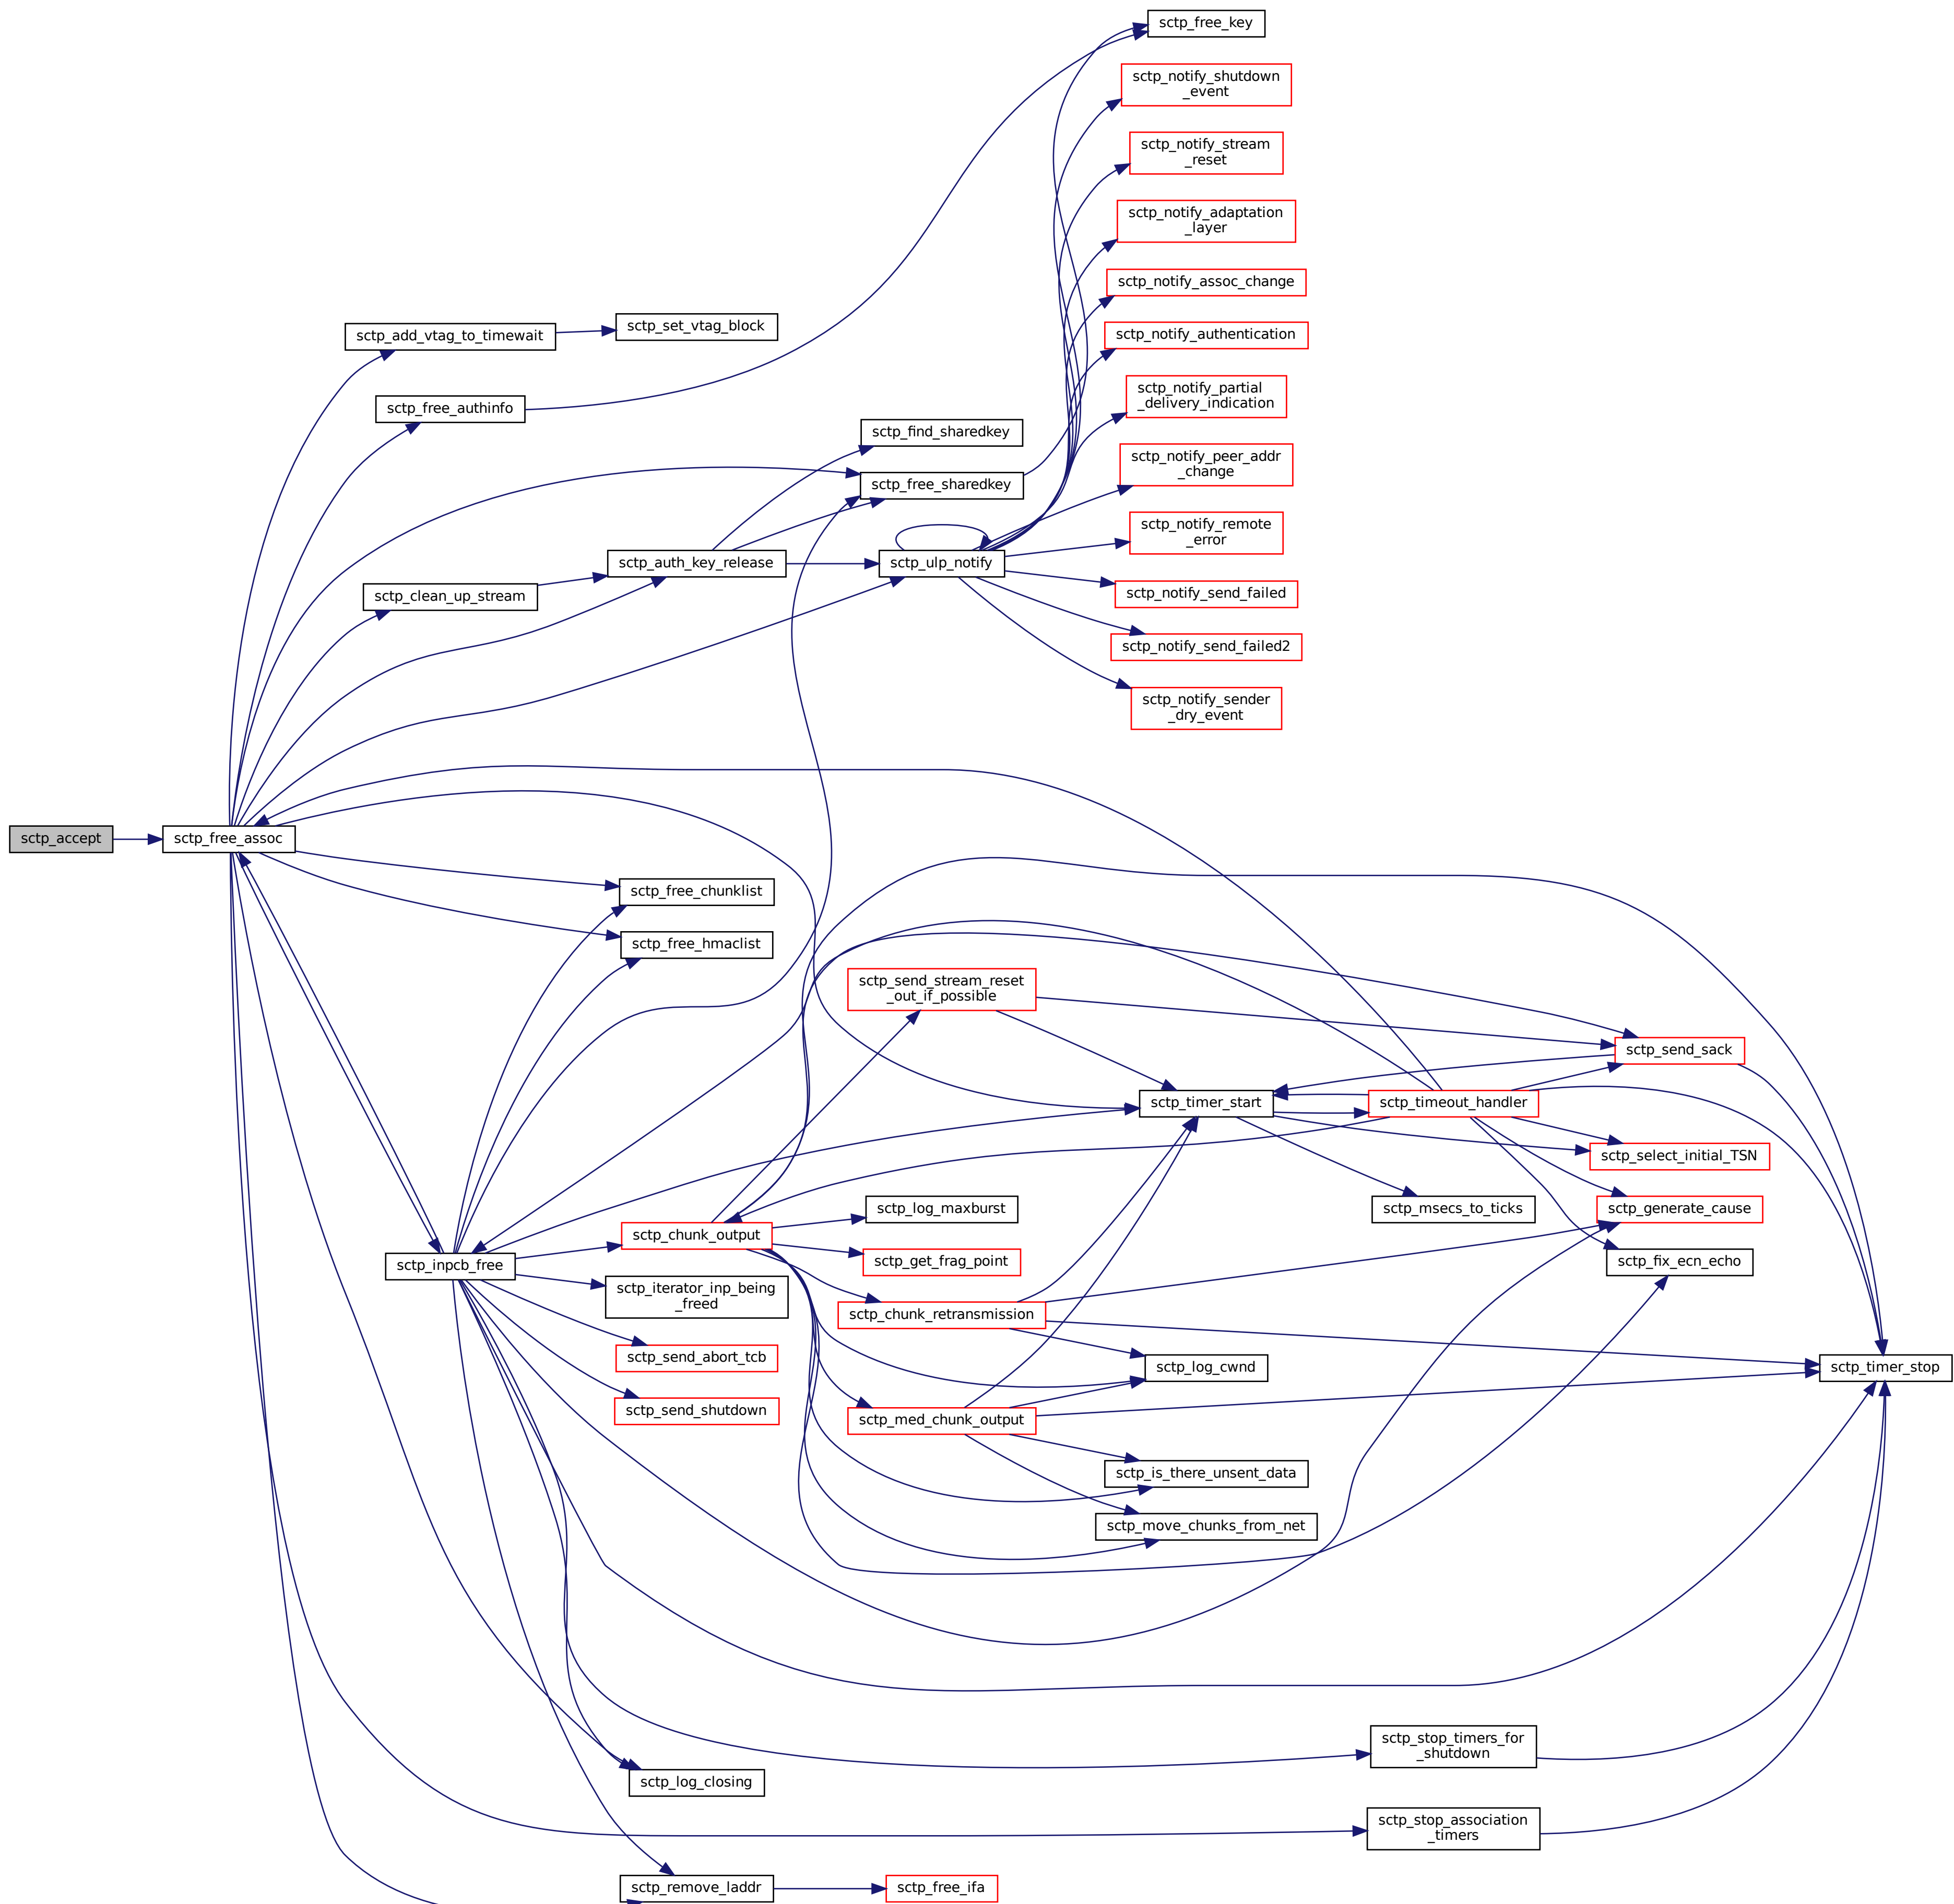 sctp_free_key
sctp_notify_shutdown
_event
sctp_notify_stream
_reset
sctp_notify_adaptation
_layer
sctp_notify_assoc_change
sctp_add_vtag_to_timewait
sctp_set_vtag_block
sctp_notify_authentication
sctp_free_authinfo
sctp_notify_partial
_delivery_indication
sctp_find_sharedkey
sctp_notify_peer_addr
_change
sctp_free_sharedkey
sctp_notify_remote
_error
sctp_auth_key_release
sctp_ulp_notify
sctp_clean_up_stream
sctp_notify_send_failed
sctp_notify_send_failed2
sctp_notify_sender
_dry_event
sctp_accept
sctp_free_assoc
sctp_free_chunklist
sctp_free_hmaclist
sctp_send_stream_reset
_out_if_possible
sctp_send_sack
sctp_timer_start
sctp_timeout_handler
sctp_select_initial_TSN
sctp_log_maxburst
sctp_msecs_to_ticks
sctp_generate_cause
sctp_chunk_output
sctp_inpcb_free
sctp_get_frag_point
sctp_fix_ecn_echo
sctp_iterator_inp_being
_freed
sctp_chunk_retransmission
sctp_send_abort_tcb
sctp_log_cwnd
sctp_timer_stop
sctp_send_shutdown
sctp_med_chunk_output
sctp_is_there_unsent_data
sctp_move_chunks_from_net
sctp_stop_timers_for
_shutdown
sctp_log_closing
sctp_stop_association
_timers
sctp_remove_laddr
sctp_free_ifa